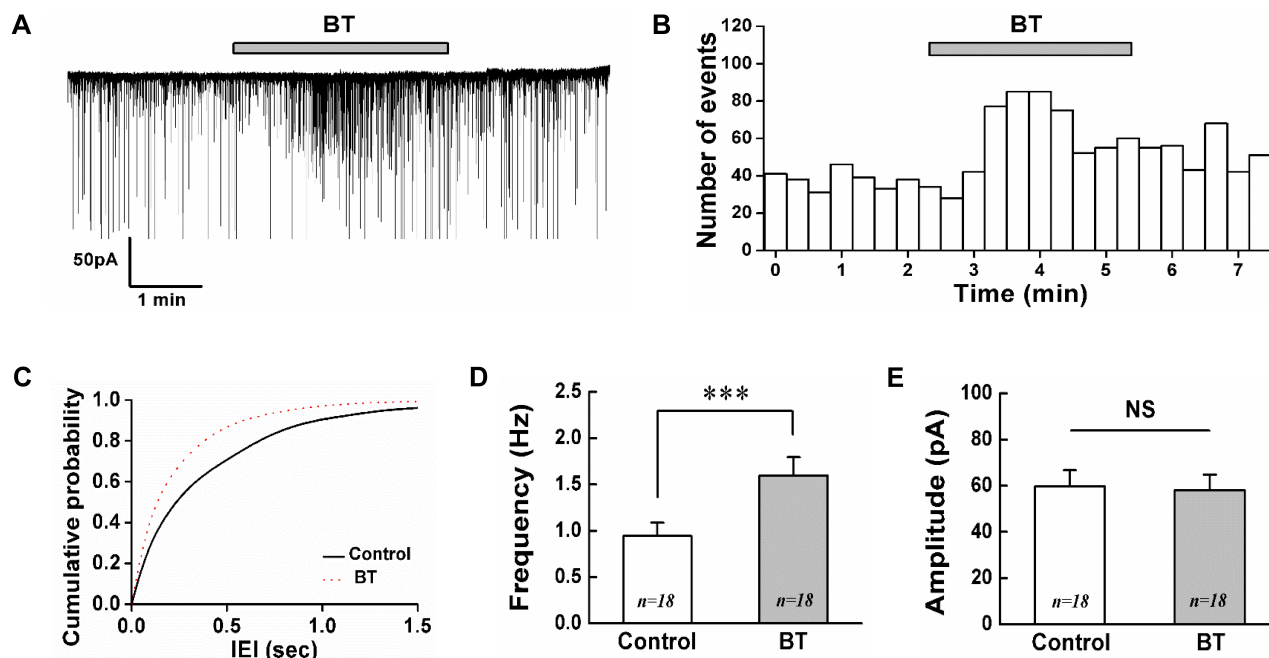 A
BT
50pA
1 min
B
BT
Number of events
120
100
80
60
40
20
0
0 1 2 3 4 5 6 7
Time (min)
C
Cumulative probability
1.0
0.8
0.6
0.4
0.2
0.0
Control
BT
0.0 0.5 1.0 1.5
IEI (sec)
D
Frequency (Hz)
2.5
2.0
1.5
1.0
0.5
0.0
***
n=18 n=18
Control BT
E
Amplitude (pA)
100
80
60
40
20
0
NS
n=18 n=18
Control BT